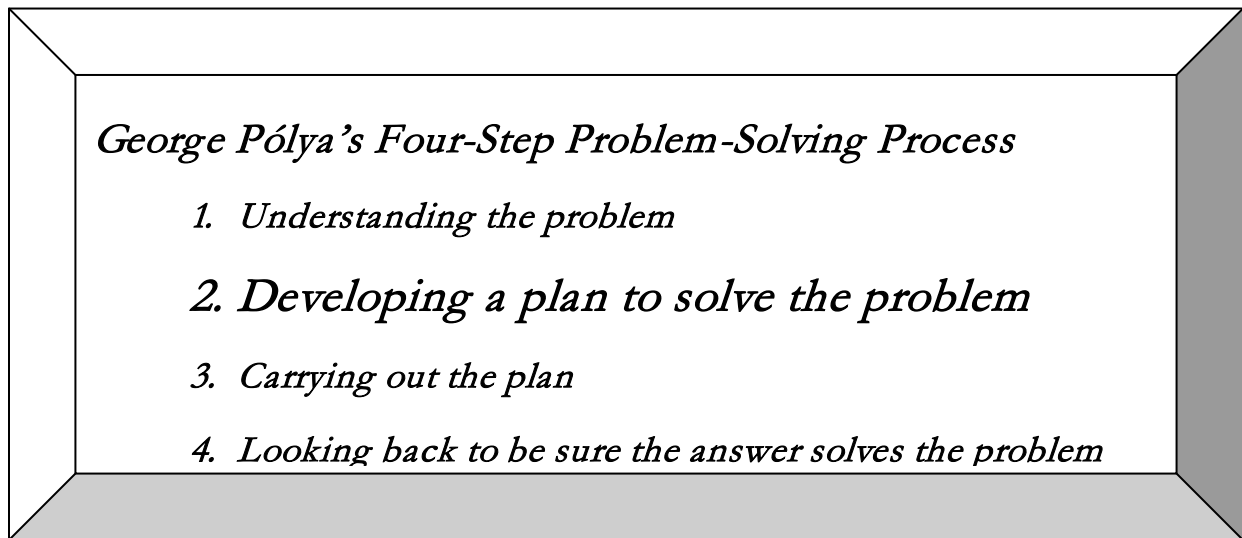 George Pólya’s Four-Step Problem-Solving Process
1. Understanding the problem
2. Developing a plan to solve the problem
3. Carrying out the plan
4. Looking back to be sure the answer solves the problem